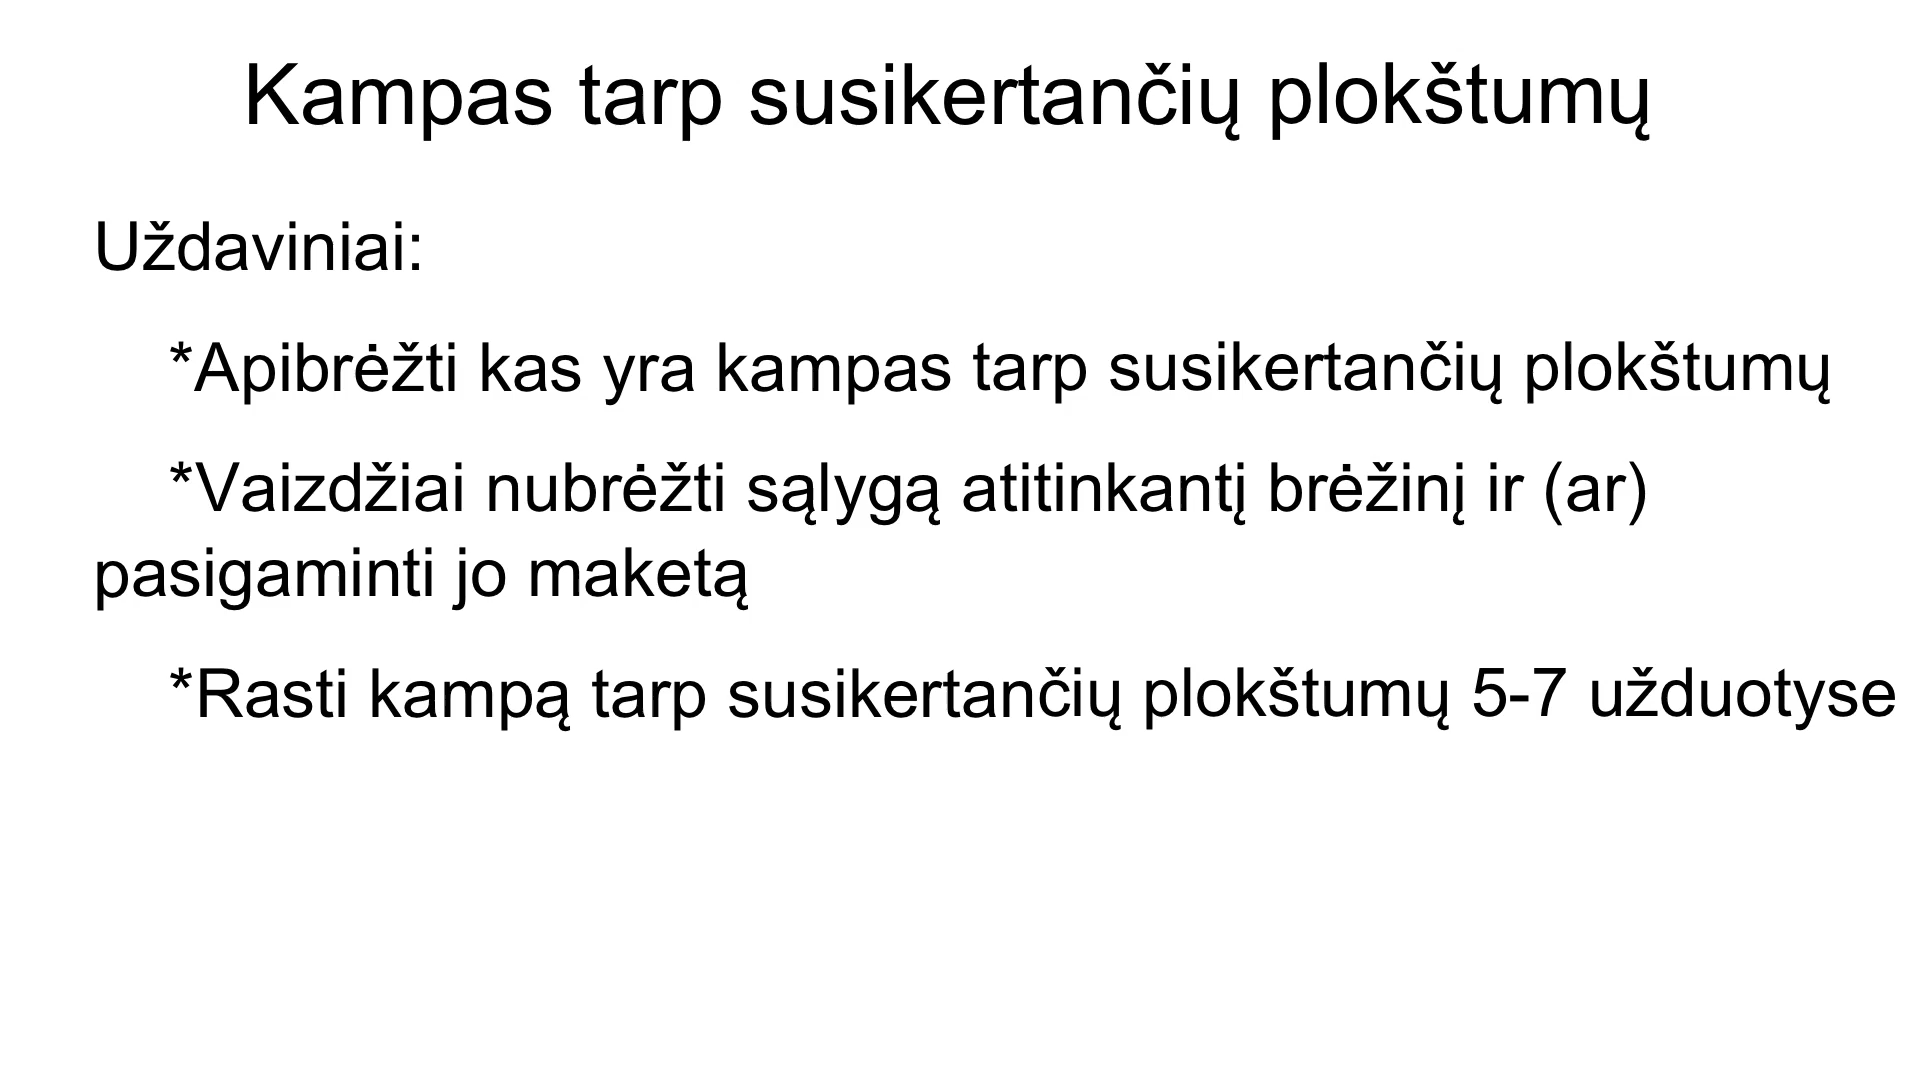 Kampas tarp susikertančių plokštumų
Uždaviniai:
*Apibrėžti kas yra kampas tarp susikertančių plokštumų
*Vaizdžiai nubrėžti sąlygą atitinkantį brėžinį ir (ar)
pasigaminti jo maketą
*Rasti kampą tarp susikertančių plokštumų 5-7 užduotyse